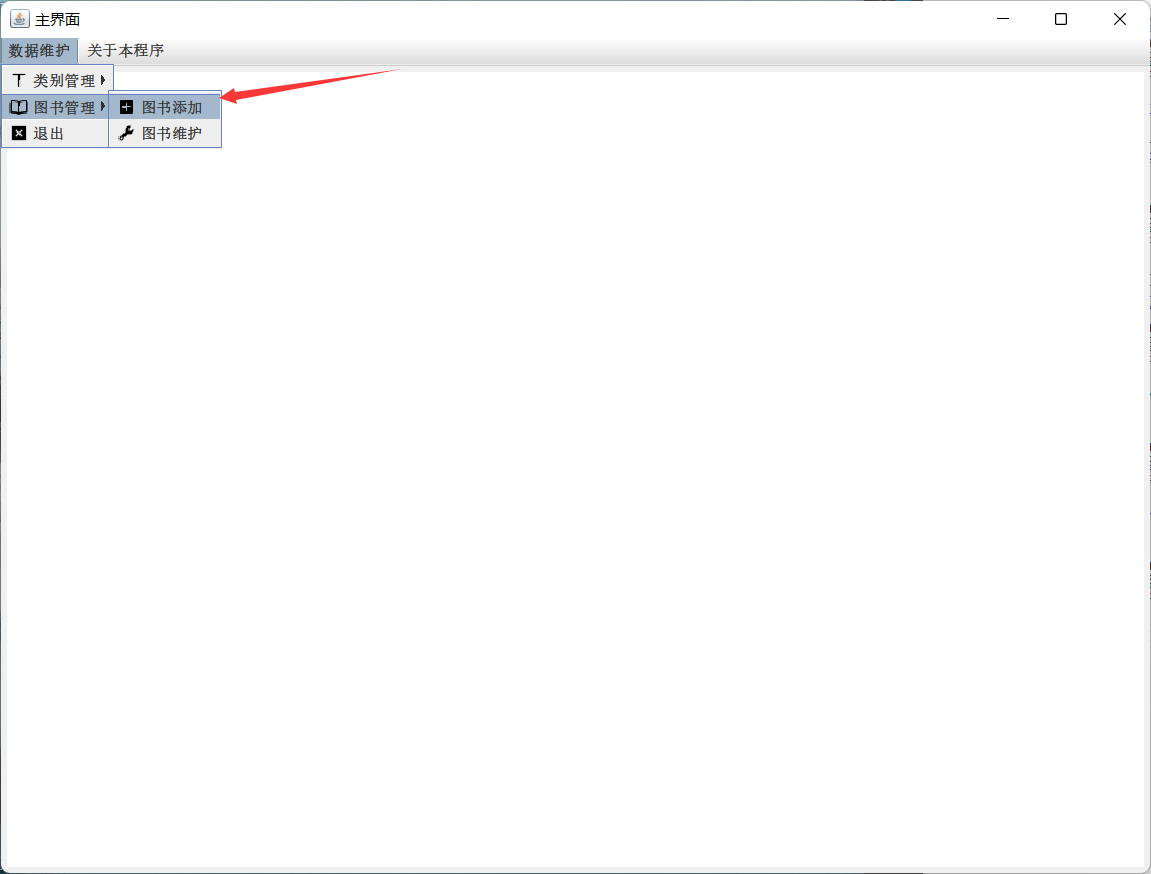 主界面
数据维护 关于本程序
类别管理
图书管理 图书添加
退出 图书维护